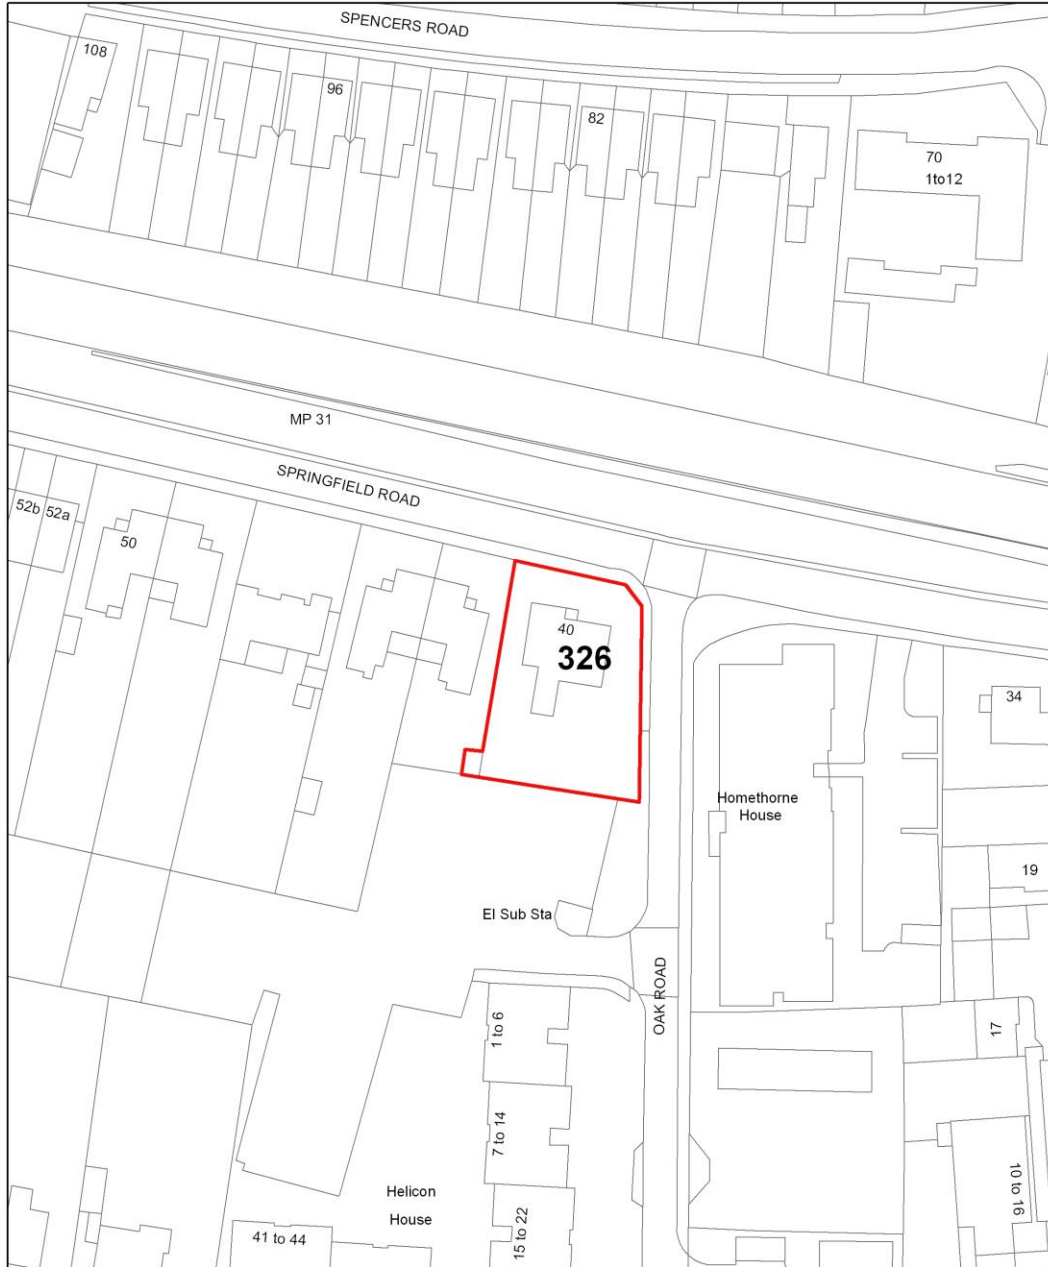 SPENCERS ROAD
108
96
82
70
1to12
MP 31
SPRINGFIELD ROAD
52b 52a
50
40
326
34
Homethorne
House
19
El Sub Sta
OAK ROAD
1 to 6
17
7 to 14
10 to 16
Helicon
House
15 to 22
41 to 44